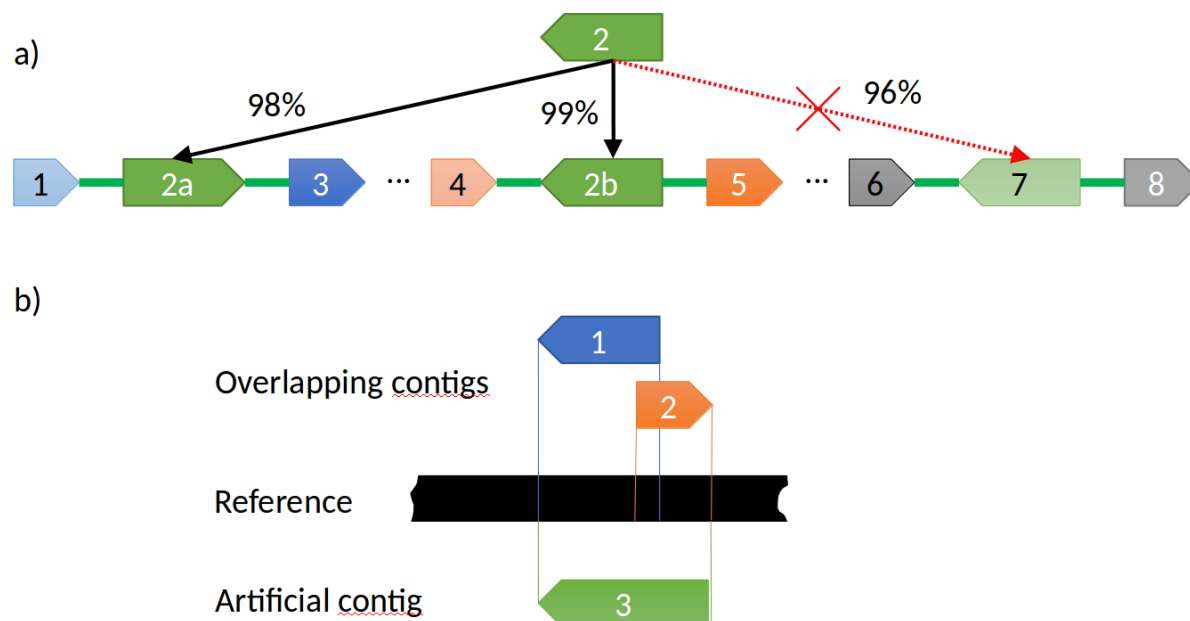 a)
2
98%
99%
96%
1 2a 3 ... 4 2b 5 ... 6 7 8
b)
1
Overlapping contigs
2
Reference
Artificial contig
3